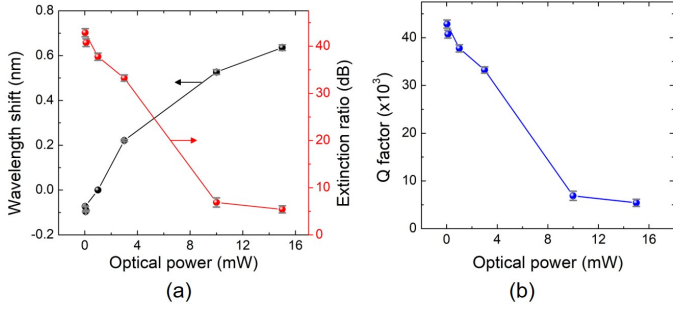 0.8
0.6
0.4
0.2
0.0
-0.2
Wavelength shift (nm)
0 4 8 12 16
Optical power (mW)
40
30
20
10
0
Extinction ratio (dB)
(a)
40
30
20
10
0
Q factor (x10³)
0 4 8 12 16
Optical power (mW)
(b)